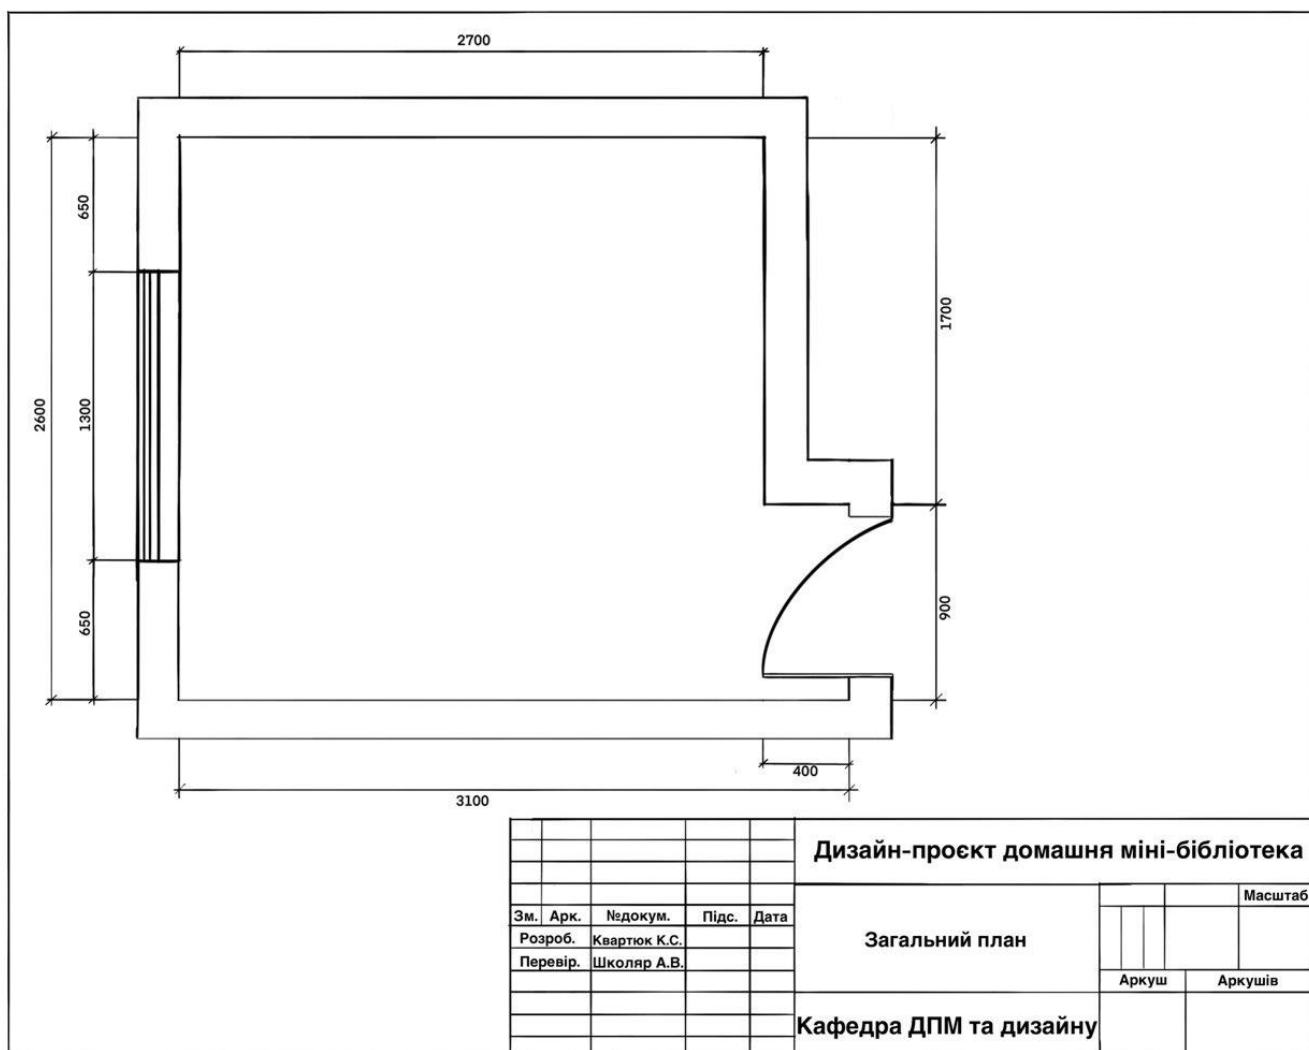 2700
650
1300
2600
650
1700
900
400
3100
Дизайн-проєкт домашня міні-бібліотека
Масштаб
Зм. Арк. №докум. Підс. Дата
Розроб. Квартюк К.С.
Загальний план
Перевір. Школяр А.В.
Аркуш Аркушів
Кафедра ДПМ та дизайну